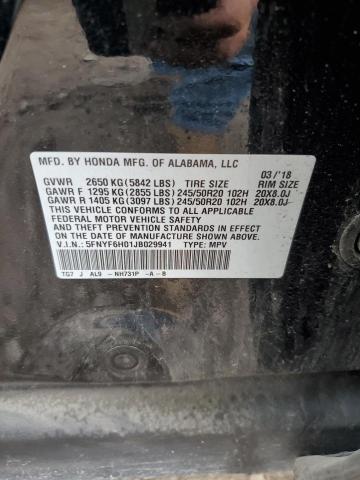 MFD. BY HONDA MFG. OF ALABAMA, LLC 03/'18
GVWR 2650 KG (5842 LBS) TIRE SIZE RIM SIZE
GAWR F 1295 KG (2855 LBS) 245/50R20 102H 20X8.0J
GAWR R 1405 KG (3097 LBS) 245/50R20 102H 20X8.0J
THIS VEHICLE CONFORMS TO ALL APPLICABLE
FEDERAL MOTOR VEHICLE SAFETY
AND THEFT PREVENTION STANDARDS IN EFFECT ON
THE DATE OF MANUFACTURE SHOWN ABOVE.
V.I.N.: 5FNYF6H01JB029941 TYPE: MPV
TG7 J AL9 -NH731P -A-B